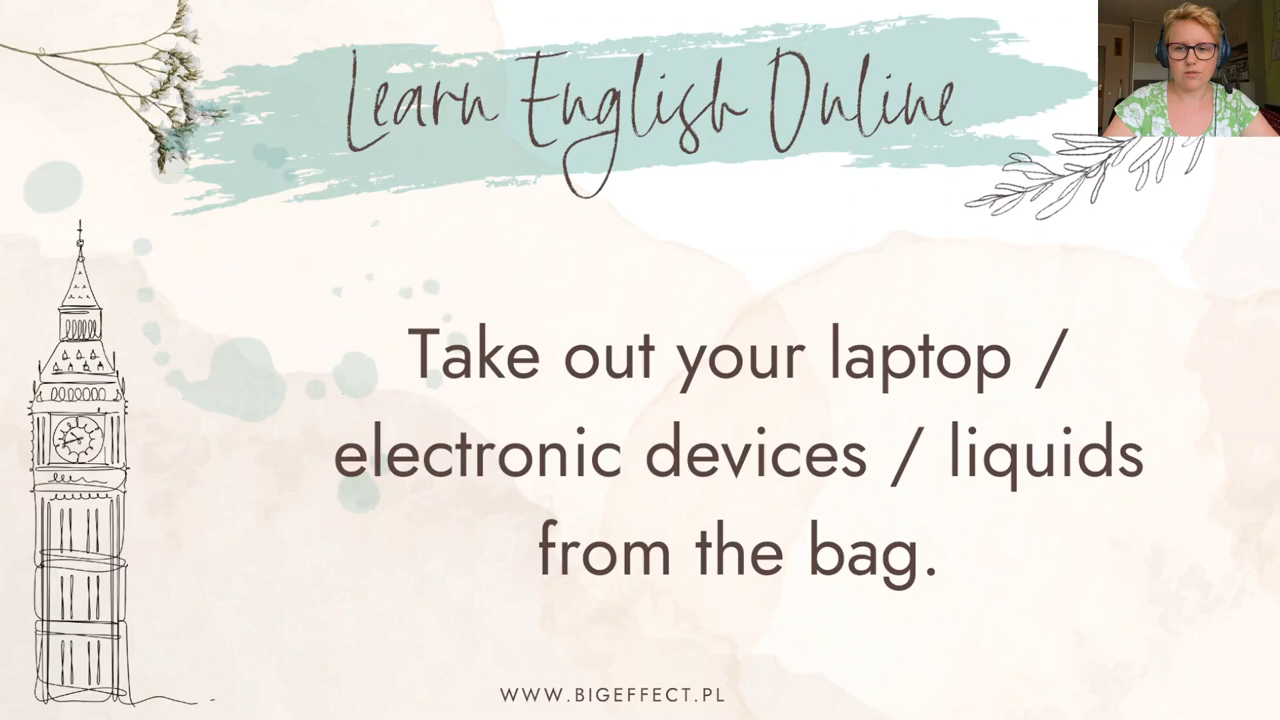 Learn English Online
Take out your laptop /
electronic devices / liquids
from the bag.
WWW.BIGEFFECT.PL